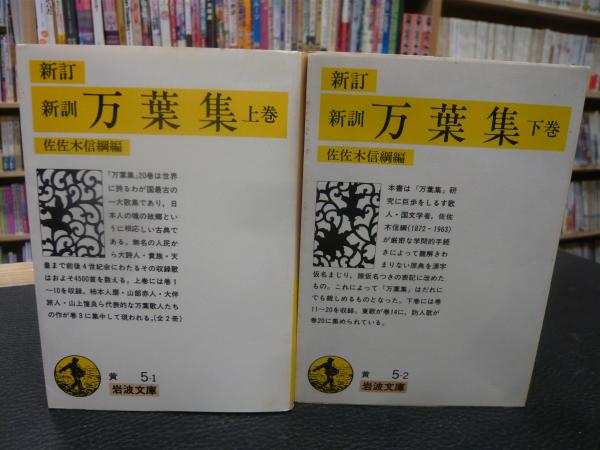 新訂
新訓 万葉集 上巻
佐佐木信綱編
「万葉集」20巻は世界
に誇るわが国最古の
一大歌集であり，日
本人の魂の故郷とい
うに相応しい古典で
ある．無名の人民か
ら大詩人・貴族・天
皇まで前後4世紀余にわたるその収録歌
はおよそ4500首を数える．上巻には巻1
〜10を収録．柿本人麿・山部赤人・大伴
旅人・山上憶良ら代表的な万葉歌人たち
の作が巻3に集中して現われる．(全2冊)
黄 5-1
岩波文庫
新訂
新訓 万葉集 下巻
佐佐木信綱編
本書は「万葉集」研
究に巨歩をしるす歌
人・国文学者，佐佐
木信綱(1872-1963)
が厳密な学問的手続
きによって難解きわ
まりない原典を漢字
仮名まじり，振仮名つきの表記に改めた
もの．これによって「万葉集」はだれに
でも親しめるものとなった．下巻には巻
11〜20を収録．東歌が巻14に，防人歌が
巻20に集められている．
黄 5-2
岩波文庫